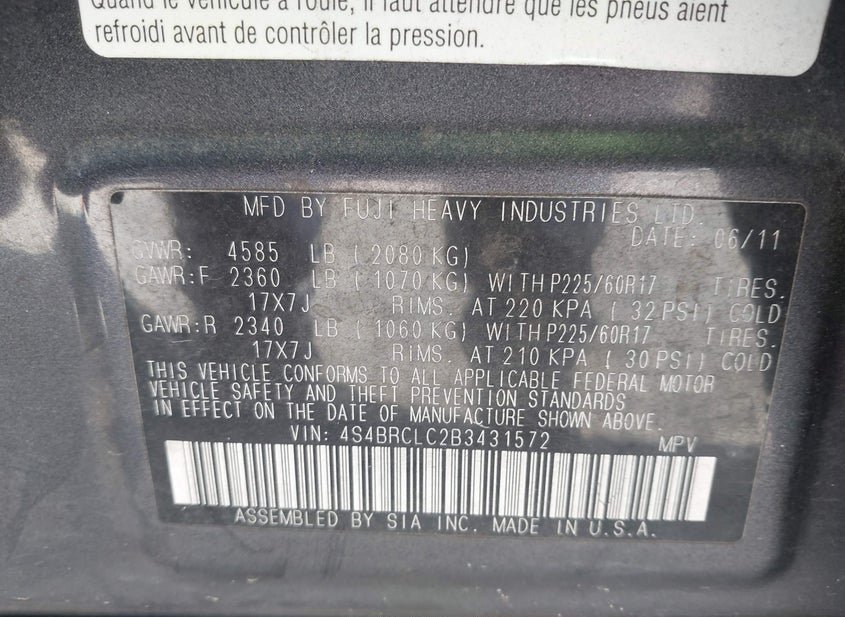 Quand le véhicule a roulé, il faut attendre que les pneus aient
refroidi avant de contrôler la pression.
MFD BY FUJI HEAVY INDUSTRIES LTD.
DATE: 06/11
GVWR: 4585 LB ( 2080 KG)
GAWR:F 2360 LB ( 1070 KG) WITH P225/60R17 TIRES.
17X7J RIMS. AT 220 KPA ( 32 PSI) COLD
GAWR:R 2340 LB ( 1060 KG) WITH P225/60R17 TIRES.
17X7J RIMS. AT 210 KPA ( 30 PSI) COLD
THIS VEHICLE CONFORMS TO ALL APPLICABLE FEDERAL MOTOR
VEHICLE SAFETY AND THEFT PREVENTION STANDARDS
IN EFFECT ON THE DATE OF MANUFACTURE SHOWN ABOVE.
VIN: 4S4BRCLC2B3431572 MPV
ASSEMBLED BY SIA INC. MADE IN U.S.A.